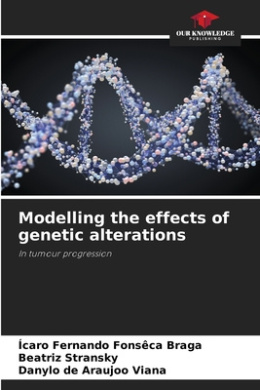 OUR KNOWLEDGE
PUBLISHING
Modelling the effects of
genetic alterations
In tumour progression
Ícaro Fernando Fonsêca Braga
Beatriz Stransky
Danylo de Araujoo Viana